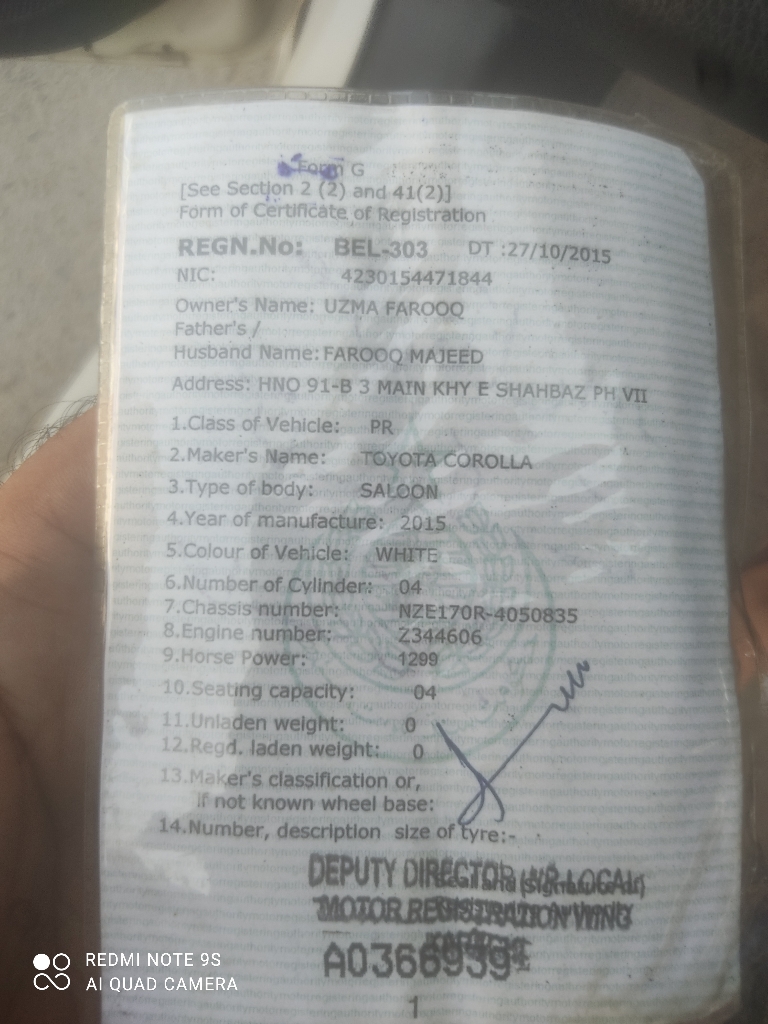 Form G
[See Section 2 (2) and 41(2)]
Form of Certificate of Registration
REGN.No: BEL-303 DT :27/10/2015
NIC: 4230154471844
Owner's Name: UZMA FAROOQ
Father's /
Husband Name: FAROOQ MAJEED
Address: HNO 91-B 3 MAIN KHY E SHAHBAZ PH VII
1.Class of Vehicle: PR
2.Maker's Name: TOYOTA COROLLA
3.Type of body: SALOON
4.Year of manufacture: 2015
5.Colour of Vehicle: WHITE
6.Number of Cylinder: 04
7.Chassis number: NZE170R-4050835
8.Engine number: Z344606
9.Horse Power: 1299
10.Seating capacity: 04
11.Unladen weight: 0
12.Regd. laden weight: 0
13.Maker's classification or,
if not known wheel base:
14.Number, description size of tyre:-
DEPUTY DIRECTOR
MOTOR REGISTRATION WING
A0366939
1
REDMI NOTE 9S
AI QUAD CAMERA